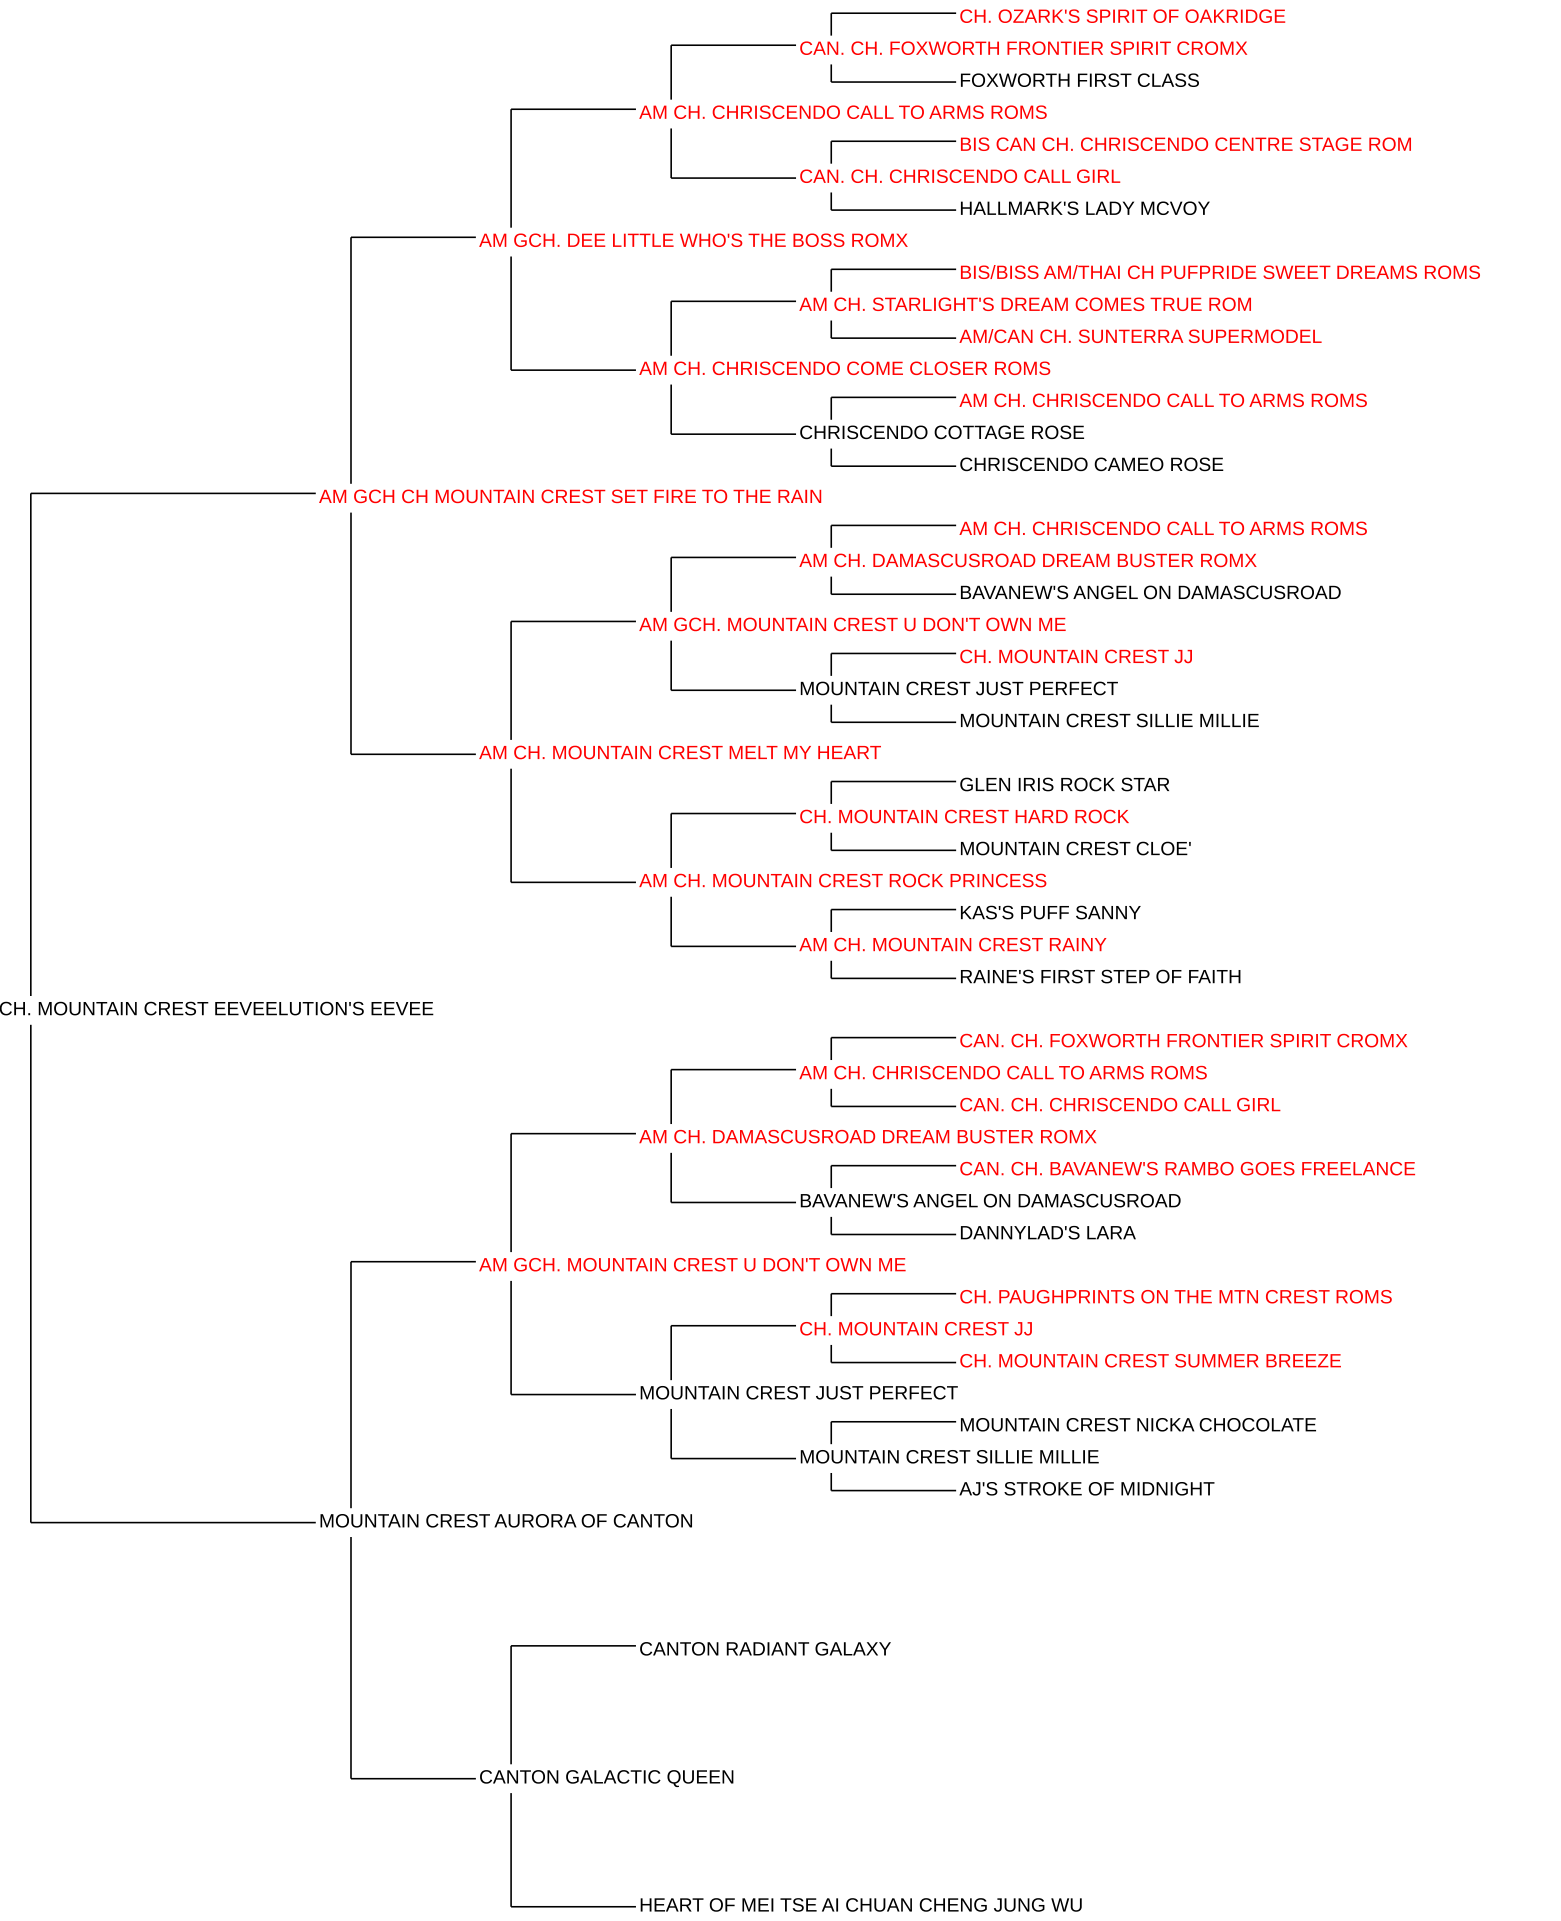 CH. OZARK'S SPIRIT OF OAKRIDGE
CAN. CH. FOXWORTH FRONTIER SPIRIT CROMX
FOXWORTH FIRST CLASS
AM CH. CHRISCENDO CALL TO ARMS ROMS
BIS CAN CH. CHRISCENDO CENTRE STAGE ROM
CAN. CH. CHRISCENDO CALL GIRL
HALLMARK'S LADY MCVOY
AM GCH. DEE LITTLE WHO'S THE BOSS ROMX
BIS/BISS AM/THAI CH PUFPRIDE SWEET DREAMS ROMS
AM CH. STARLIGHT'S DREAM COMES TRUE ROM
AM/CAN CH. SUNTERRA SUPERMODEL
AM CH. CHRISCENDO COME CLOSER ROMS
AM CH. CHRISCENDO CALL TO ARMS ROMS
CHRISCENDO COTTAGE ROSE
CHRISCENDO CAMEO ROSE
AM GCH CH MOUNTAIN CREST SET FIRE TO THE RAIN
AM CH. CHRISCENDO CALL TO ARMS ROMS
AM CH. DAMASCUSROAD DREAM BUSTER ROMX
BAVANEW'S ANGEL ON DAMASCUSROAD
AM GCH. MOUNTAIN CREST U DON'T OWN ME
CH. MOUNTAIN CREST JJ
MOUNTAIN CREST JUST PERFECT
MOUNTAIN CREST SILLIE MILLIE
AM CH. MOUNTAIN CREST MELT MY HEART
GLEN IRIS ROCK STAR
CH. MOUNTAIN CREST HARD ROCK
MOUNTAIN CREST CLOE'
AM CH. MOUNTAIN CREST ROCK PRINCESS
KAS'S PUFF SANNY
AM CH. MOUNTAIN CREST RAINY
RAINE'S FIRST STEP OF FAITH
CH. MOUNTAIN CREST EEVEELUTION'S EEVEE
CAN. CH. FOXWORTH FRONTIER SPIRIT CROMX
AM CH. CHRISCENDO CALL TO ARMS ROMS
CAN. CH. CHRISCENDO CALL GIRL
AM CH. DAMASCUSROAD DREAM BUSTER ROMX
CAN. CH. BAVANEW'S RAMBO GOES FREELANCE
BAVANEW'S ANGEL ON DAMASCUSROAD
DANNYLAD'S LARA
AM GCH. MOUNTAIN CREST U DON'T OWN ME
CH. PAUGHPRINTS ON THE MTN CREST ROMS
CH. MOUNTAIN CREST JJ
CH. MOUNTAIN CREST SUMMER BREEZE
MOUNTAIN CREST JUST PERFECT
MOUNTAIN CREST NICKA CHOCOLATE
MOUNTAIN CREST SILLIE MILLIE
AJ'S STROKE OF MIDNIGHT
MOUNTAIN CREST AURORA OF CANTON
CANTON RADIANT GALAXY
CANTON GALACTIC QUEEN
HEART OF MEI TSE AI CHUAN CHENG JUNG WU